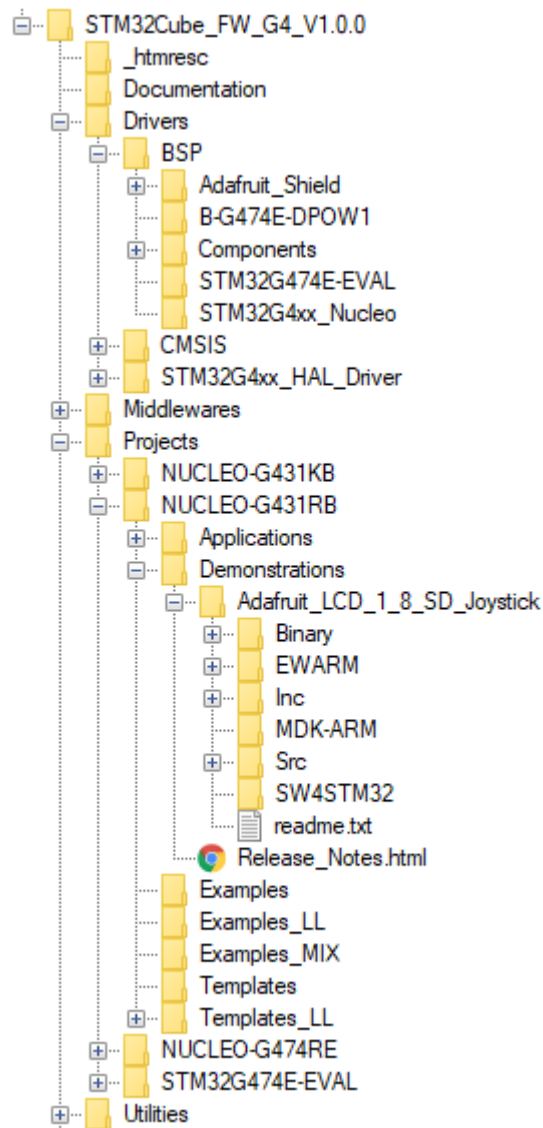 STM32Cube_FW_G4_V1.0.0
_htmresc
Documentation
Drivers
BSP
Adafruit_Shield
B-G474E-DPOW1
Components
STM32G474E-EVAL
STM32G4xx_Nucleo
CMSIS
STM32G4xx_HAL_Driver
Middlewares
Projects
NUCLEO-G431KB
NUCLEO-G431RB
Applications
Demonstrations
Adafruit_LCD_1_8_SD_Joystick
Binary
EWARM
Inc
MDK-ARM
Src
SW4STM32
readme.txt
Release_Notes.html
Examples
Examples_LL
Examples_MIX
Templates
Templates_LL
NUCLEO-G474RE
STM32G474E-EVAL
Utilities